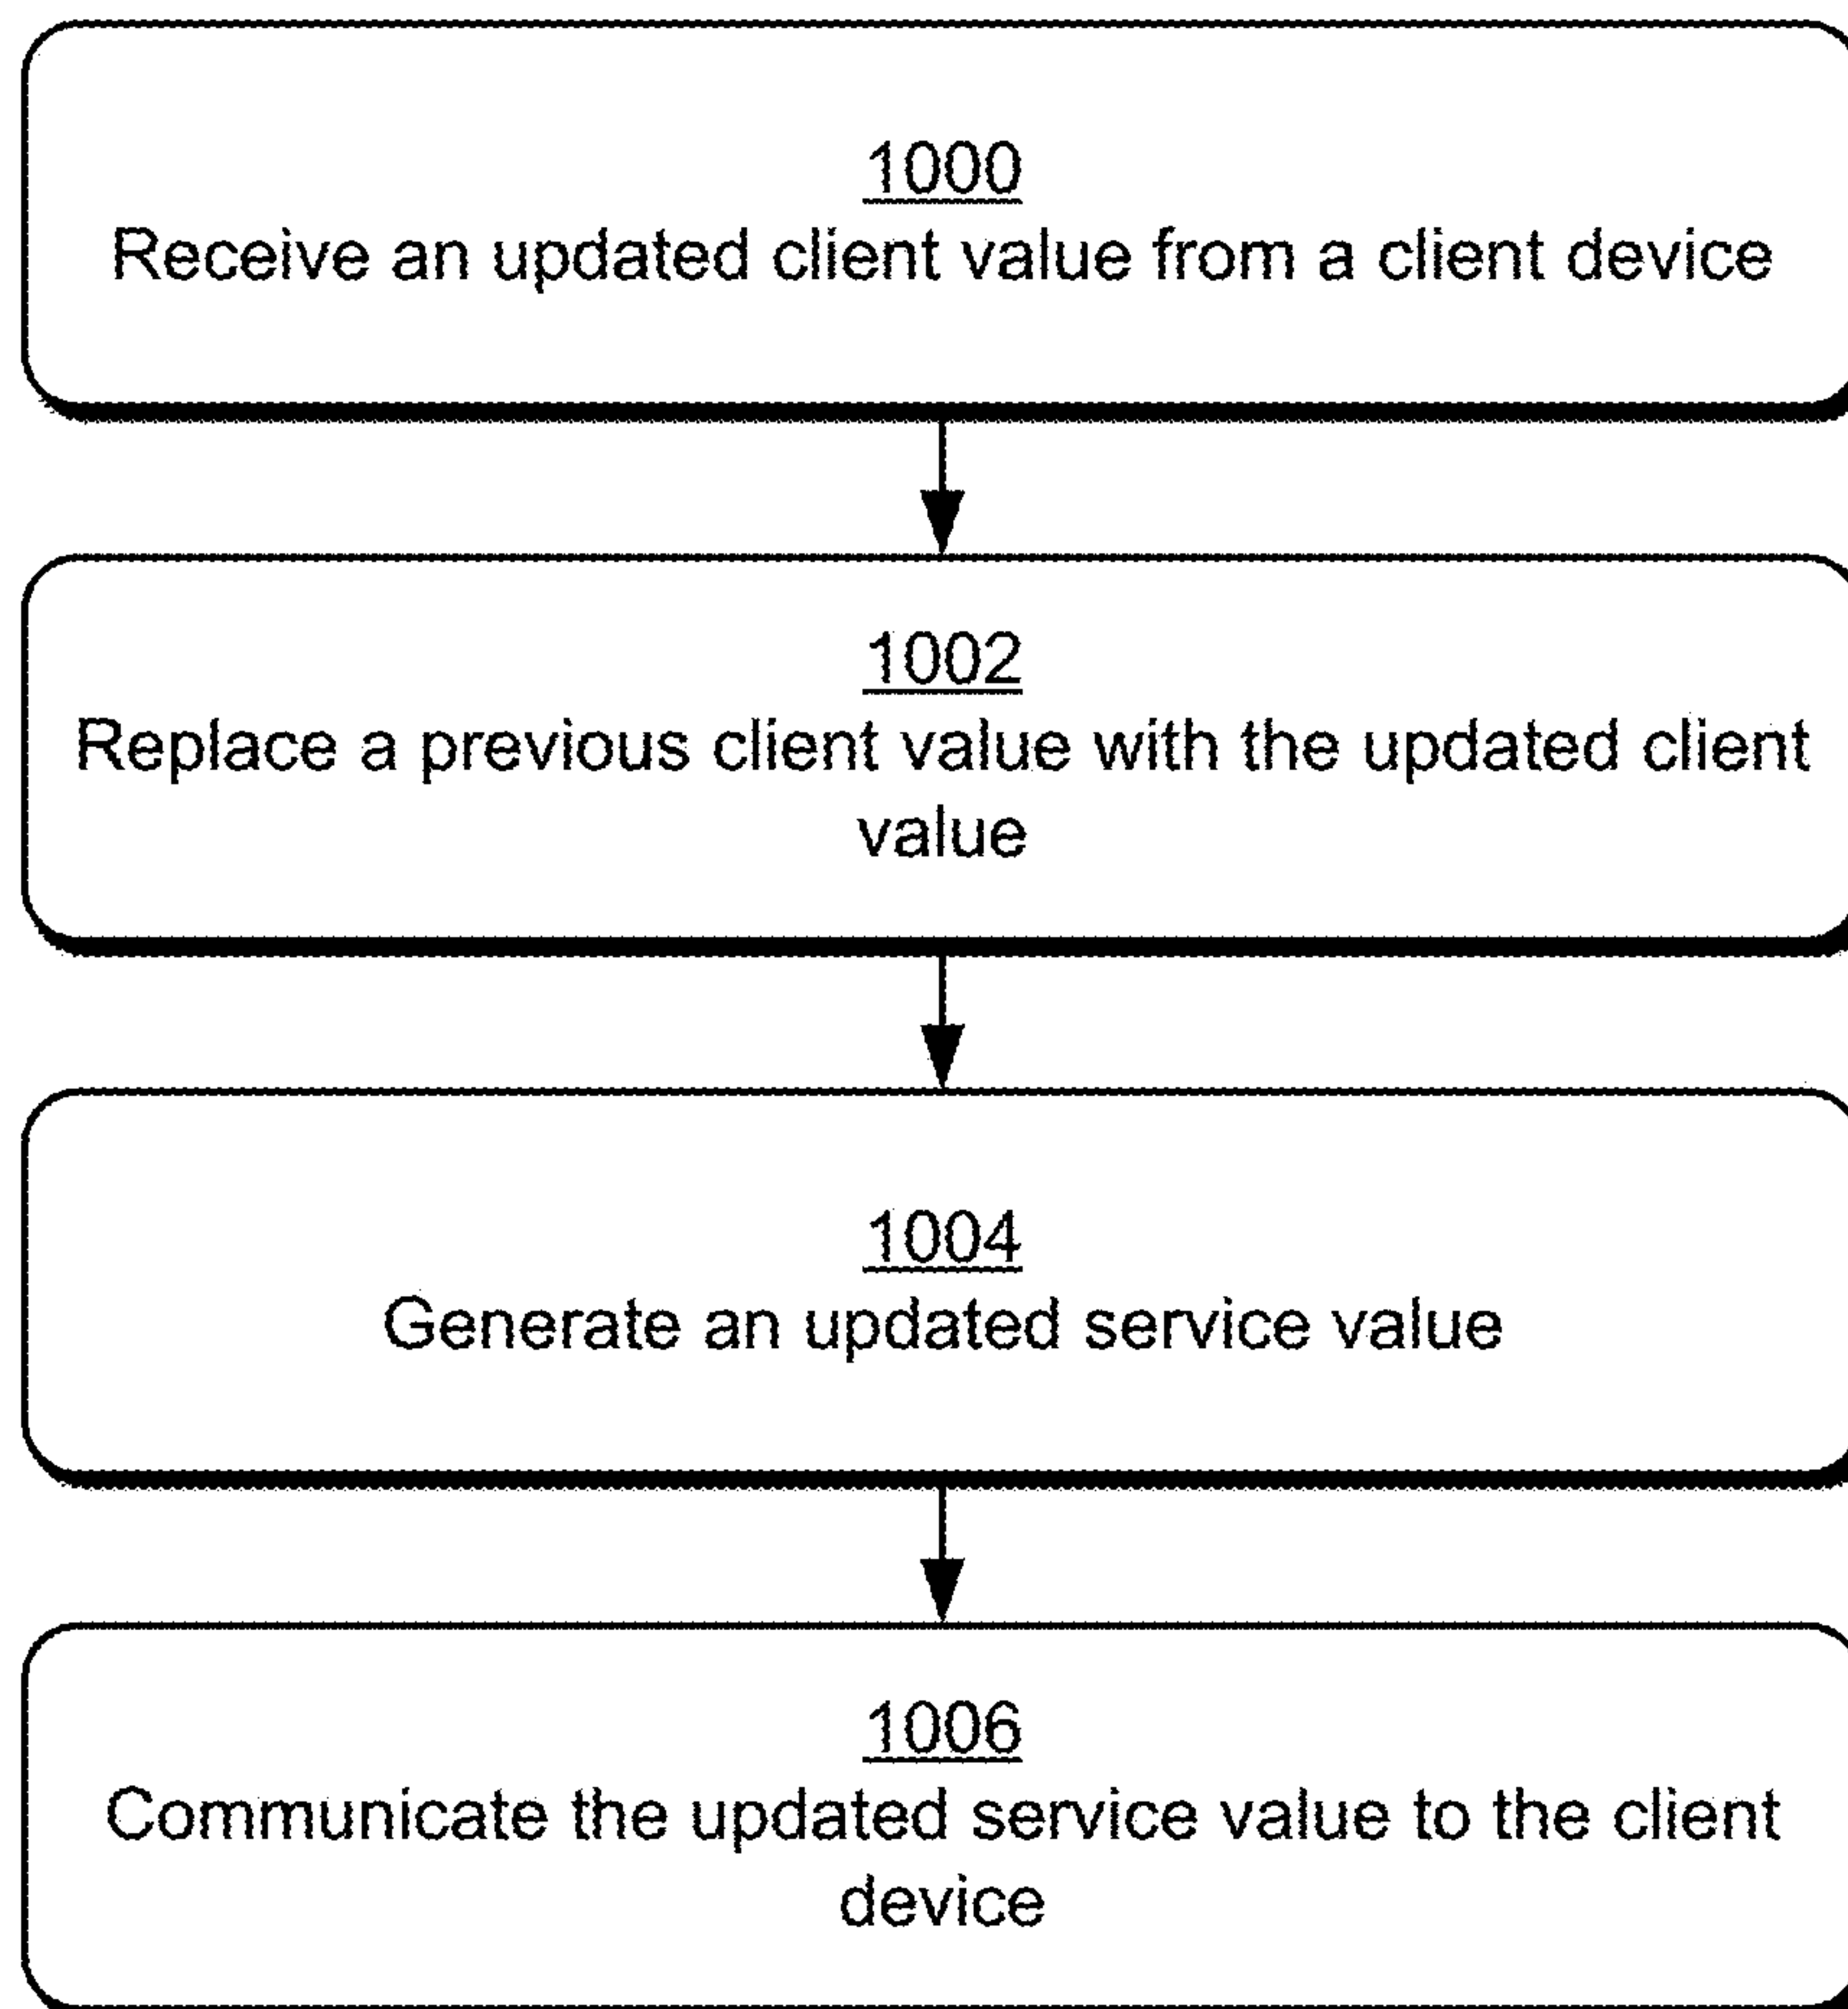 1000
Receive an updated client value from a client device
1002
Replace a previous client value with the updated client
value
1004
Generate an updated service value
1006
Communicate the updated service value to the client
device